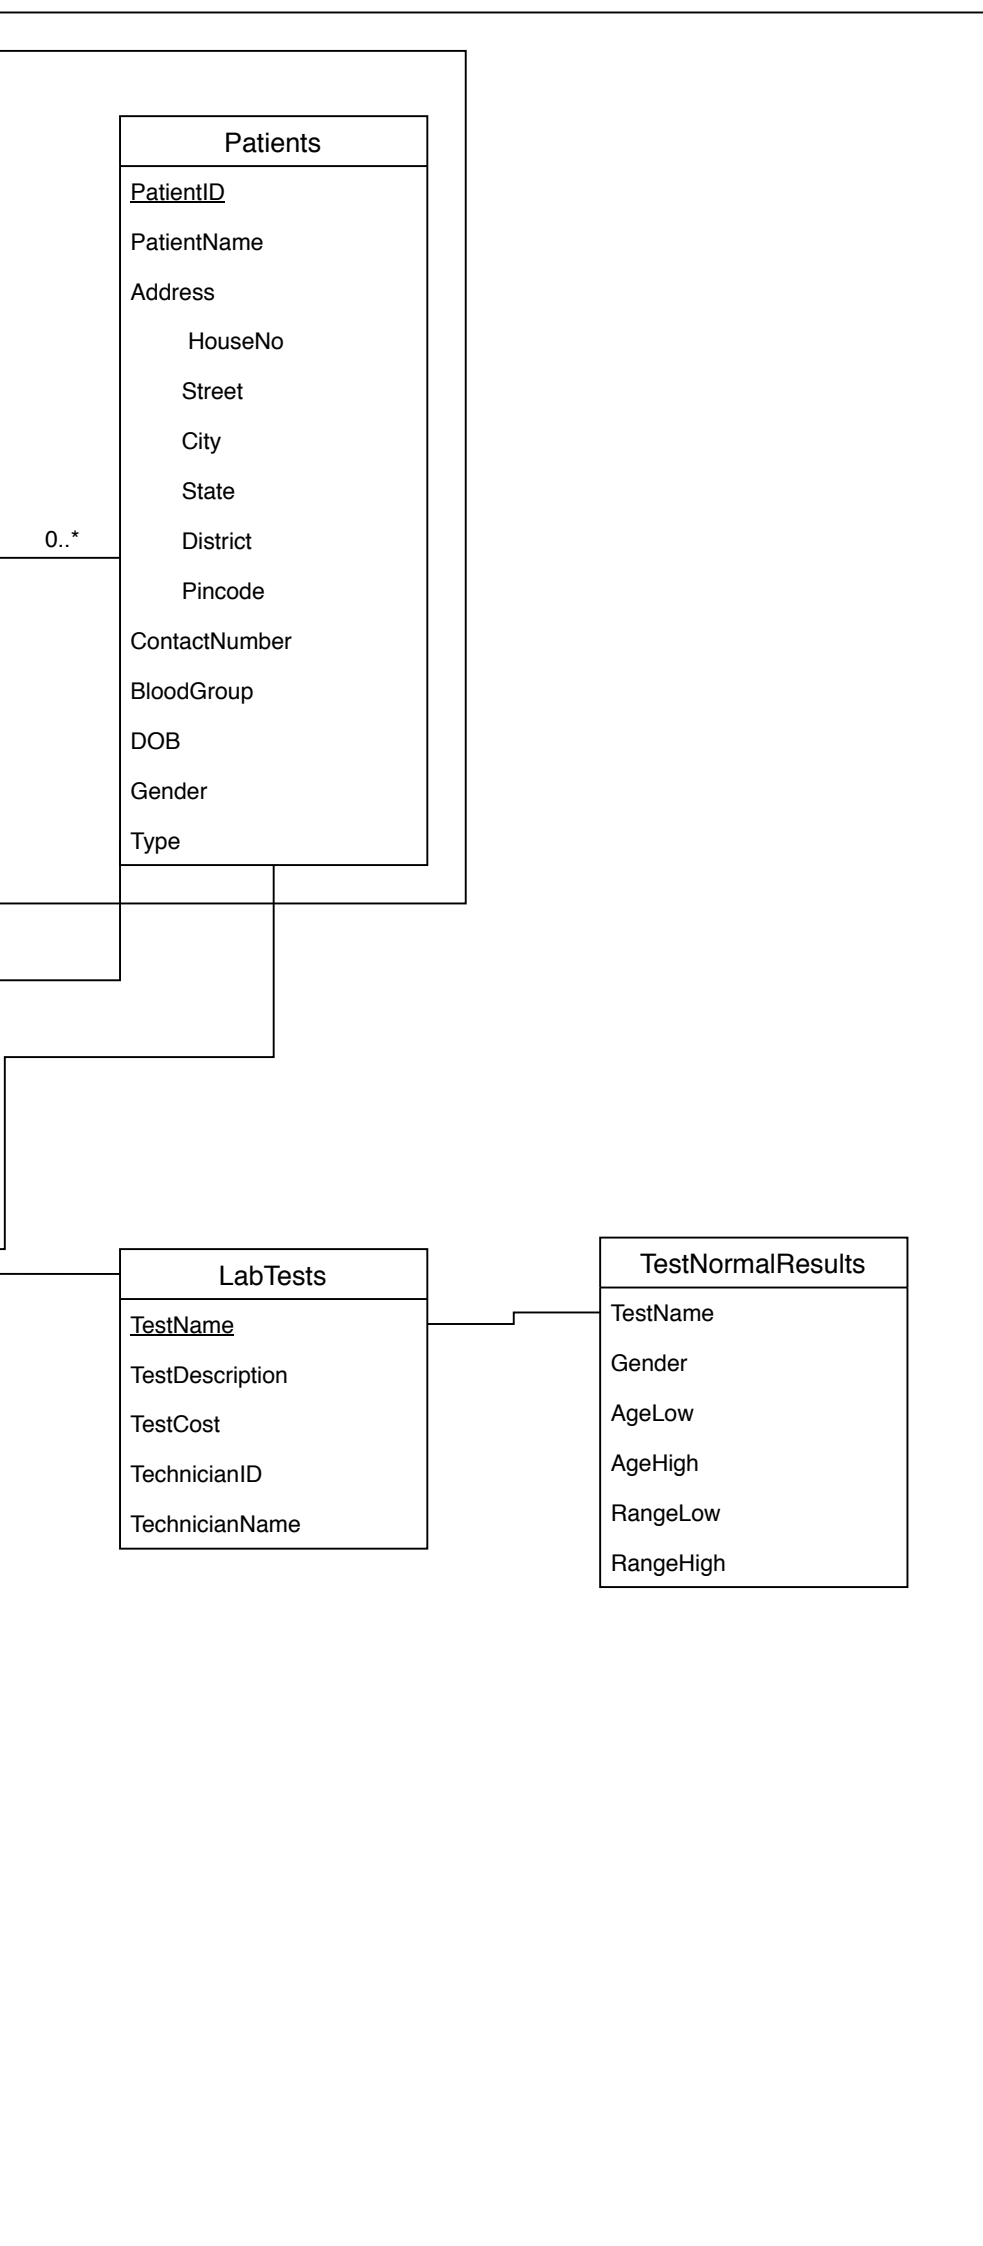 Patients
PatientID
PatientName
Address
HouseNo
Street
City
State
District
Pincode
ContactNumber
BloodGroup
DOB
Gender
Type
0..*
LabTests
TestName
TestDescription
TestCost
TechnicianID
TechnicianName
TestNormalResults
TestName
Gender
AgeLow
AgeHigh
RangeLow
RangeHigh